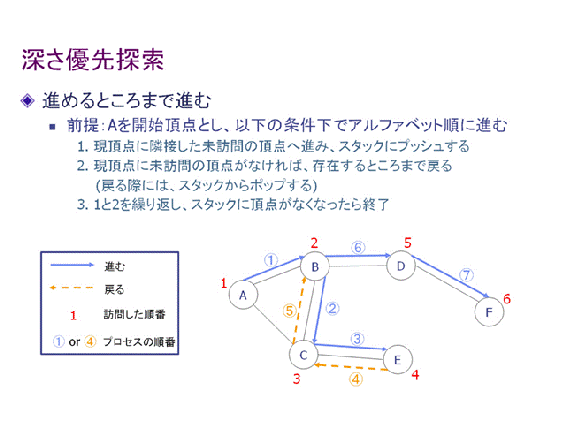 深さ優先探索
進めるところまで進む
前提：Aを開始頂点とし、以下の条件下でアルファベット順に進む
1. 現頂点に隣接した未訪問の頂点へ進み、スタックにプッシュする
2. 現頂点に未訪問の頂点がなければ、存在するところまで戻る
(戻る際には、スタックからポップする)
3. 1と2を繰り返し、スタックに頂点がなくなったら終了
進む
戻る
1 訪問した順番
① or ④ プロセスの順番
1
A
①
2
B
⑥
5
D
⑦
6
F
⑤
②
③
C
3
④
E
4